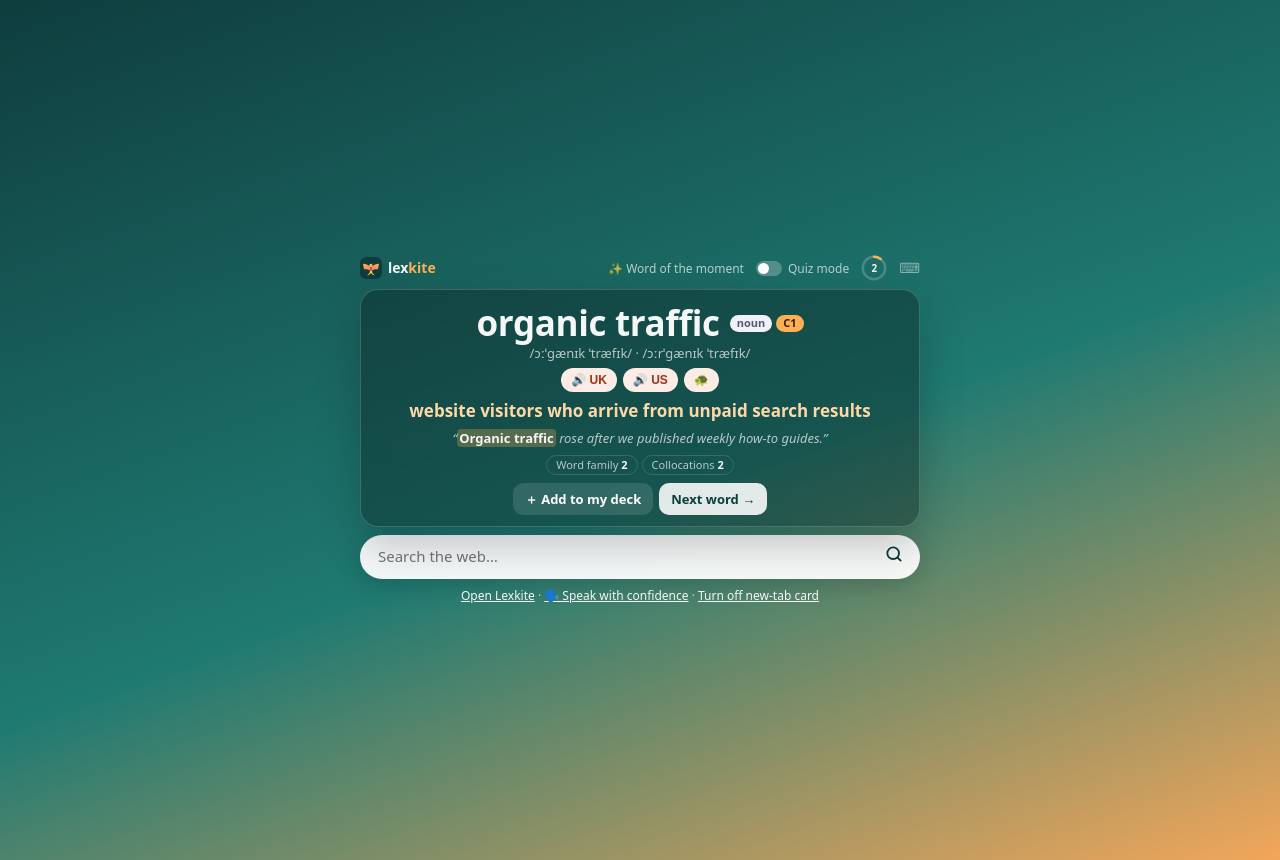 lexkite ✨ Word of the moment Quiz mode 2
organic traffic noun C1
/ɔːˈɡænɪk ˈtræfɪk/ · /ɔːrˈɡænɪk ˈtræfɪk/
🔊 UK 🔊 US 🐢
website visitors who arrive from unpaid search results
“Organic traffic rose after we published weekly how-to guides.”
Word family 2 Collocations 2
+ Add to my deck Next word →
Search the web...
Open Lexkite · 🗣️ Speak with confidence · Turn off new-tab card